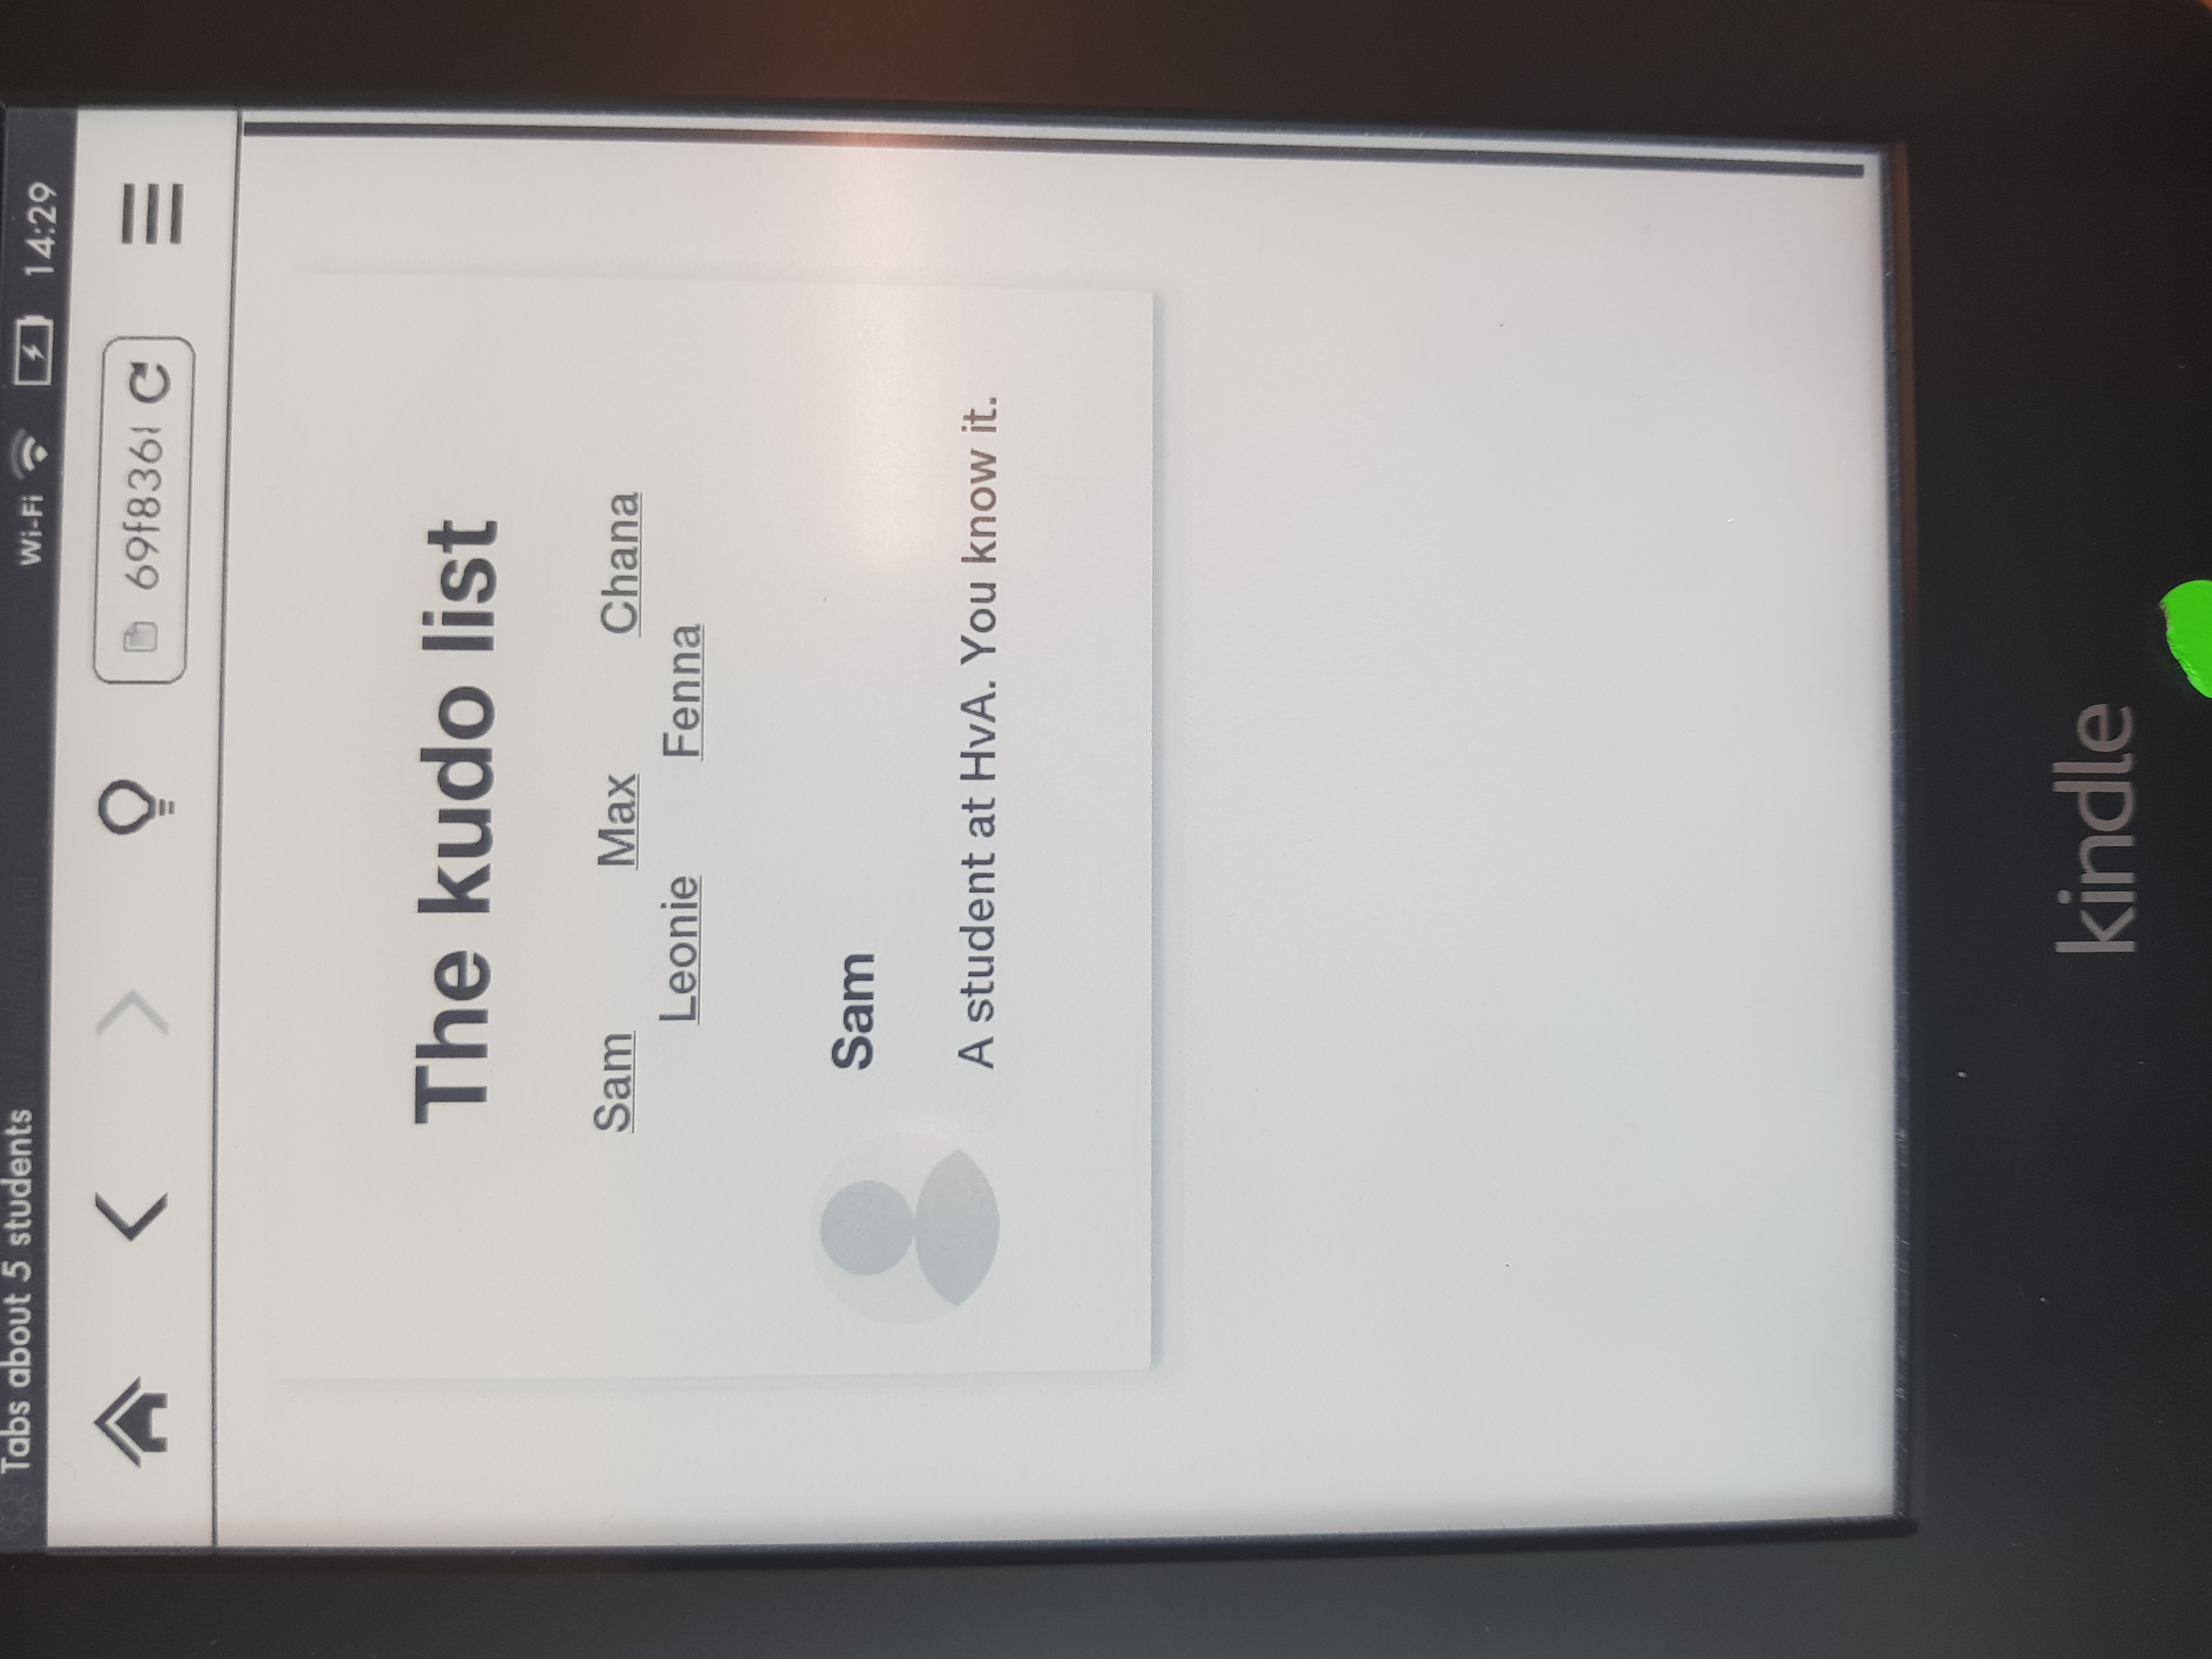 Tabs about 5 students
Wi-Fi 14:29
69f836
The kudo list
Sam Max Chana
Leonie Fenna
Sam
A student at HvA. You know it.
kindle